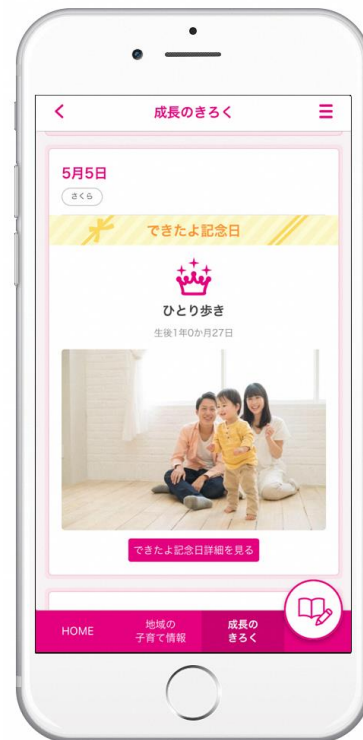 成長のきろく
5月5日
さくら
できたよ記念日
ひとり歩き
生後1年0か月27日
できたよ記念日詳細を見る
HOME
地域の
子育て情報
成長の
きろく